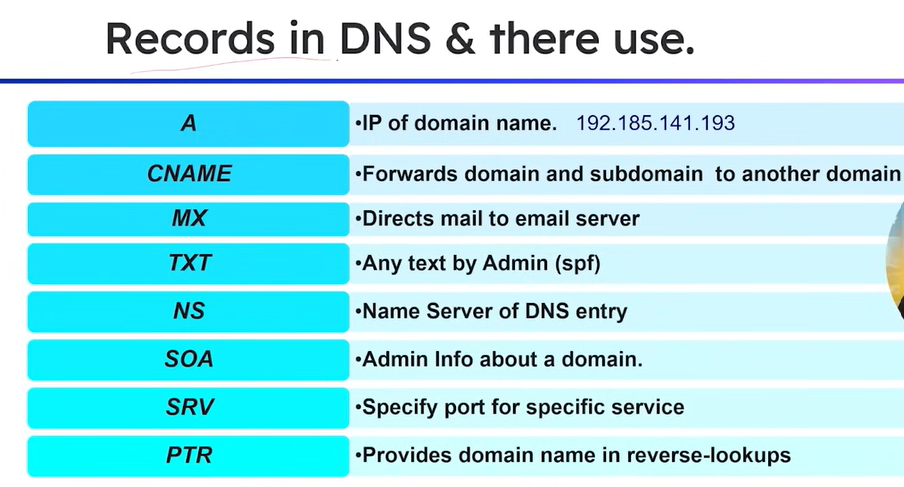 Records in DNS & there use.
A •IP of domain name. 192.185.141.193
CNAME •Forwards domain and subdomain to another domain
MX •Directs mail to email server
TXT •Any text by Admin (spf)
NS •Name Server of DNS entry
SOA •Admin Info about a domain.
SRV •Specify port for specific service
PTR •Provides domain name in reverse-lookups